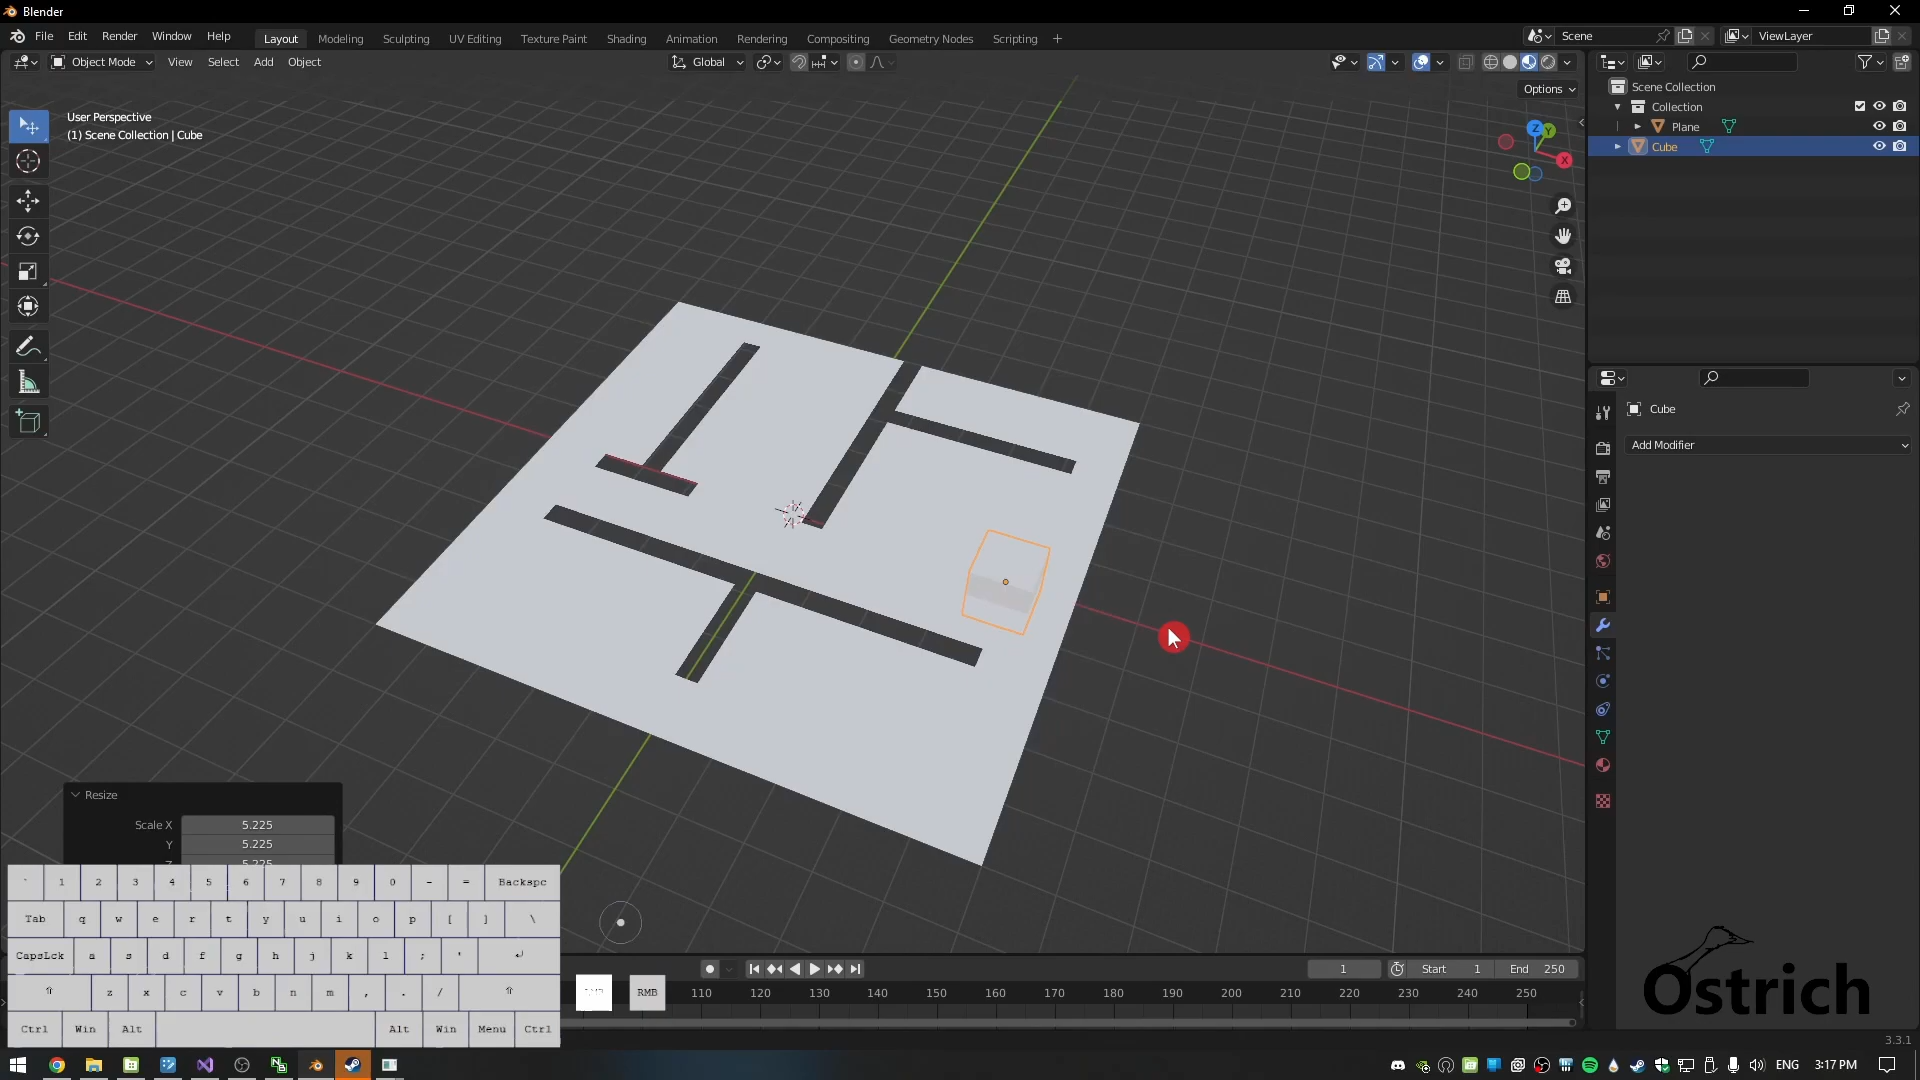 Blender
File Edit Render Window Help
Layout Modeling Sculpting UV Editing Texture Paint Shading Animation Rendering Compositing Geometry Nodes Scripting +
Scene
ViewLayer
Object Mode View Select Add Object
Global
Options
User Perspective
(1) Scene Collection | Cube
Z
Y
X
Scene Collection
Collection
Plane
Cube
Cube
Add Modifier
Resize
Scale X 5.225
Y 5.225
Z 5.225
` 1 2 3 4 5 6 7 8 9 0 - = Backspc
Tab q w e r t y u i o p [ ] \
CapsLck a s d f g h j k l ; '
z x c v b n m , . /
Ctrl Win Alt Alt Win Menu Ctrl
RMB
1 Start 1 End 250
110 120 130 140 150 160 170 180 190 200 210 220 230 240 250
Ostrich
3.3.1
ENG 3:17 PM